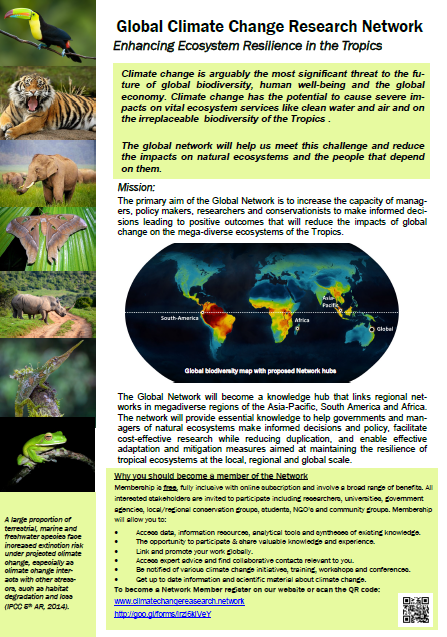 Global Climate Change Research Network
Enhancing Ecosystem Resilience in the Tropics
Climate change is arguably the most significant threat to the fu-
ture of global biodiversity, human well-being and the global
economy. Climate change has the potential to cause severe im-
pacts on vital ecosystem services like clean water and air and on
the irreplaceable biodiversity of the Tropics .
The global network will help us meet this challenge and reduce
the impacts on natural ecosystems and the people that depend
on them.
Mission:
The primary aim of the Global Network is to increase the capacity of manag-
ers, policy makers, researchers and conservationists to make informed deci-
sions leading to positive outcomes that will reduce the impacts of global
change on the mega-diverse ecosystems of the Tropics.
Asia-
Pacific
South-America
Africa
Global
Global biodiversity map with proposed Network hubs
The Global Network will become a knowledge hub that links regional net-
works in megadiverse regions of the Asia-Pacific, South America and Africa.
The network will provide essential knowledge to help governments and man-
agers of natural ecosystems make informed decisions and policy, facilitate
cost-effective research while reducing duplication, and enable effective
adaptation and mitigation measures aimed at maintaining the resilience of
tropical ecosystems at the local, regional and global scale.
Why you should become a member of the Network
Membership is free, fully inclusive with online subscription and involve a broad range of benefits. All
interested stakeholders are invited to participate including researchers, universities, government
agencies, local/regional conservation groups, students, NGO's and community groups. Membership
will allow you to:
• Access data, information resources, analytical tools and syntheses of existing knowledge.
• The opportunity to participate & share valuable knowledge and experience.
• Link and promote your work globally.
• Access expert advice and find collaborative contacts relevant to you.
• Be notified of various climate change initiatives, training, workshops and conferences.
• Get up to date information and scientific material about climate change.
To become a Network Member register on our website or scan the QR code:
www.climatechangereasearch.network
A large proportion of
terrestrial, marine and
freshwater species face
increased extinction risk
under projected climate
change, especially as
climate change inter-
acts with other stress-
ors, such as habitat
degradation and loss
(IPCC 5th AR, 2014).